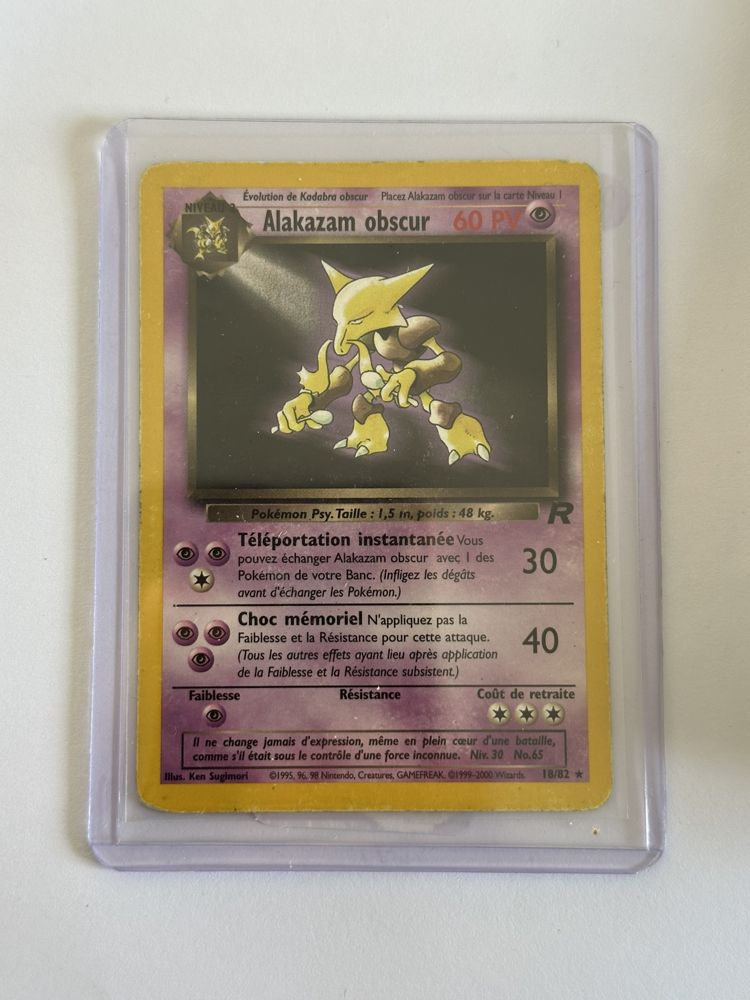 Évolution de Kadabra obscur Placez Alakazam obscur sur la carte Niveau 1
NIVEAU 2
Alakazam obscur 60 PV
Pokémon Psy. Taille : 1,5 m, poids : 48 kg.
R
Téléportation instantanée Vous
pouvez échanger Alakazam obscur avec 1 des
Pokémon de votre Banc. (Infligez les dégâts
avant d'échanger les Pokémon.)
30
Choc mémoriel N'appliquez pas la
Faiblesse et la Résistance pour cette attaque.
(Tous les autres effets ayant lieu après application
de la Faiblesse et la Résistance subsistent.)
40
Faiblesse Résistance Coût de retraite
Il ne change jamais d'expression, même en plein cœur d'une bataille,
comme s'il était sous le contrôle d'une force inconnue. Niv. 30 No. 65
Illus. Ken Sugimori ©1995, 96, 98 Nintendo, Creatures, GAMEFREAK. ©1999-2000 Wizards. 18/82 ★